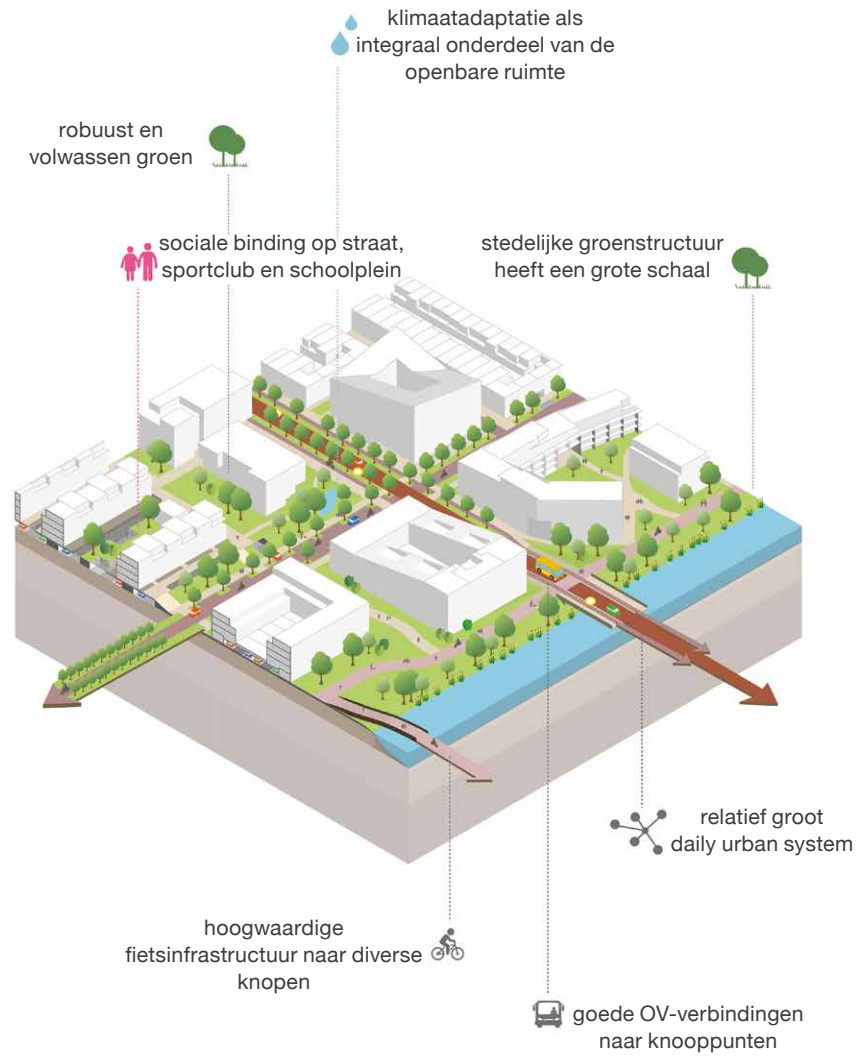 klimaatadaptatie als
integraal onderdeel van de
openbare ruimte
robuust en
volwassen groen
sociale binding op straat,
sportclub en schoolplein
stedelijke groenstructuur
heeft een grote schaal
relatief groot
daily urban system
hoogwaardige
fietsinfrastructuur naar diverse
knopen
goede OV-verbindingen
naar knooppunten